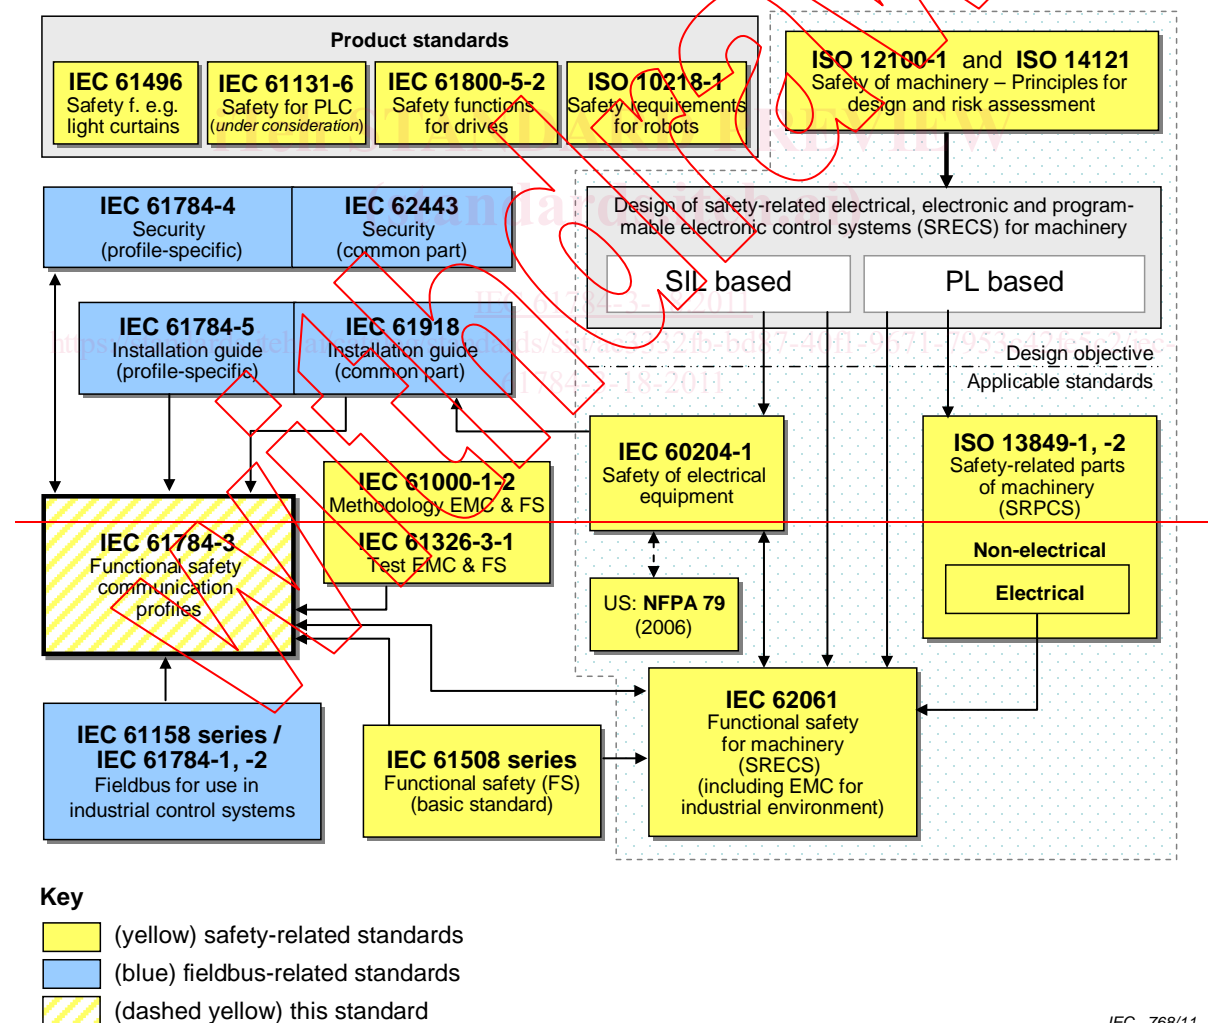 Product standards
IEC 61496
Safety f. e.g.
light curtains
IEC 61131-6
Safety for PLC
(under consideration)
IEC 61800-5-2
Safety functions
for drives
ISO 10218-1
Safety requirements
for robots
ISO 12100-1 and ISO 14121
Safety of machinery – Principles for
design and risk assessment
iTeh STANDARD PREVIEW
(standards.iteh.ai)
IEC 61784-4
Security
(profile-specific)
IEC 62443
Security
(common part)
Design of safety-related electrical, electronic and program-
mable electronic control systems (SRECS) for machinery
SIL based
PL based
IEC 61784-5
Installation guide
(profile-specific)
IEC 61918
Installation guide
(common part)
Design objective
Applicable standards
IEC 60204-1
Safety of electrical
equipment
ISO 13849-1, -2
Safety-related parts
of machinery
(SRPCS)
Non-electrical
Electrical
IEC 61000-1-2
Methodology EMC & FS
IEC 61326-3-1
Test EMC & FS
IEC 61784-3
Functional safety
communication
profiles
US: NFPA 79
(2006)
IEC 62061
Functional safety
for machinery
(SRECS)
(including EMC for
industrial environment)
IEC 61158 series /
IEC 61784-1, -2
Fieldbus for use in
industrial control systems
IEC 61508 series
Functional safety (FS)
(basic standard)
Key
(yellow) safety-related standards
(blue) fieldbus-related standards
(dashed yellow) this standard
IEC 768/11